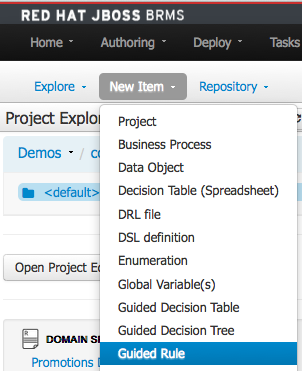 RED HAT JBOSS BRMS
Home Authoring Deploy Tasks
Explore New Item Repository
Project Explor
Project
Business Process
Demos /
Data Object
<default>
Decision Table (Spreadsheet)
DRL file
DSL definition
Enumeration
Open Project Ed
Global Variable(s)
Guided Decision Table
Guided Decision Tree
DOMAIN
Guided Rule
Promotions